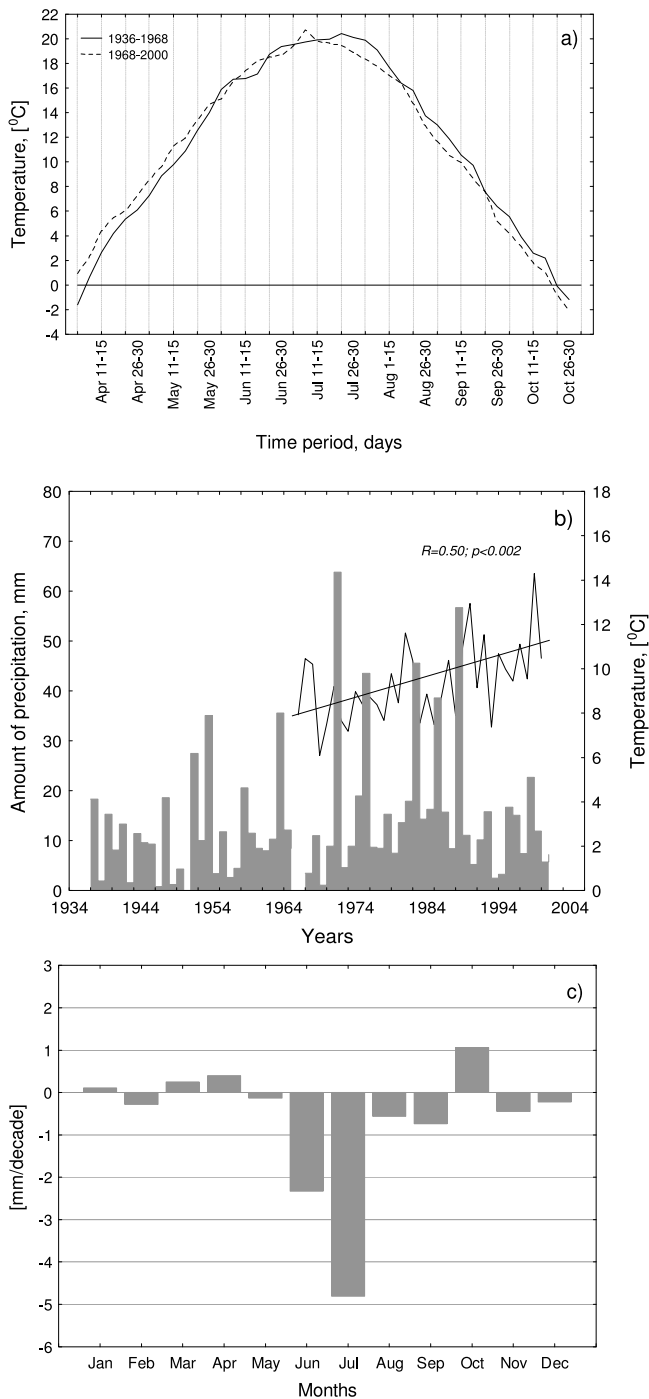 22
20
18
16
14
12
10
8
6
4
2
0
-2
-4
Temperature, [⁰C]
1936-1968
1968-2000
a)
Apr 11-15
Apr 26-30
May 11-15
May 26-30
Jun 11-15
Jun 26-30
Jul 11-15
Jul 26-30
Aug 1-15
Aug 26-30
Sep 11-15
Sep 26-30
Oct 11-15
Oct 26-30
Time period, days
80
70
60
50
40
30
20
10
0
Amount of precipitation, mm
b)
R=0.50; p<0.002
18
16
14
12
10
8
6
4
2
0
Temperature, [⁰C]
1934 1944 1954 1964 1974 1984 1994 2004
Years
3
2
1
0
-1
-2
-3
-4
-5
-6
[mm/decade]
c)
Jan Feb Mar Apr May Jun Jul Aug Sep Oct Nov Dec
Months